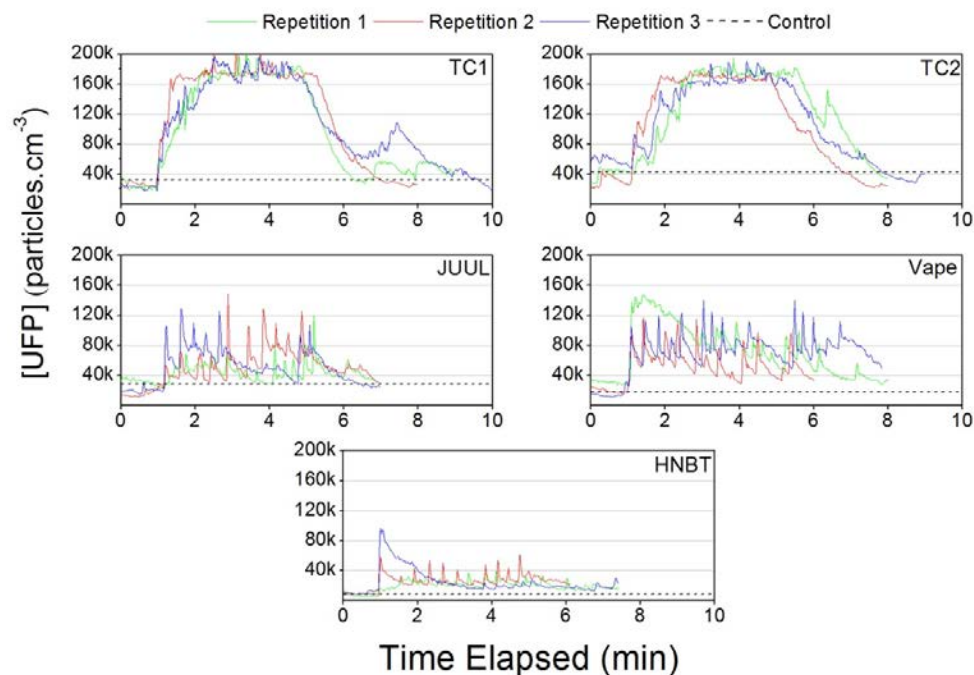 Repetition 1 Repetition 2 Repetition 3 Control
[UFP] (particles.cm⁻³)
200k 160k 120k 80k 40k
TC1
0 2 4 6 8 10
200k 160k 120k 80k 40k
TC2
0 2 4 6 8 10
200k 160k 120k 80k 40k
JUUL
0 2 4 6 8 10
200k 160k 120k 80k 40k
Vape
0 2 4 6 8 10
200k 160k 120k 80k 40k
HNBT
0 2 4 6 8 10
Time Elapsed (min)